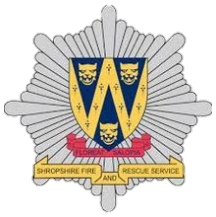 FLOREAT SALOPIA
SHROPSHIRE FIRE AND RESCUE SERVICE